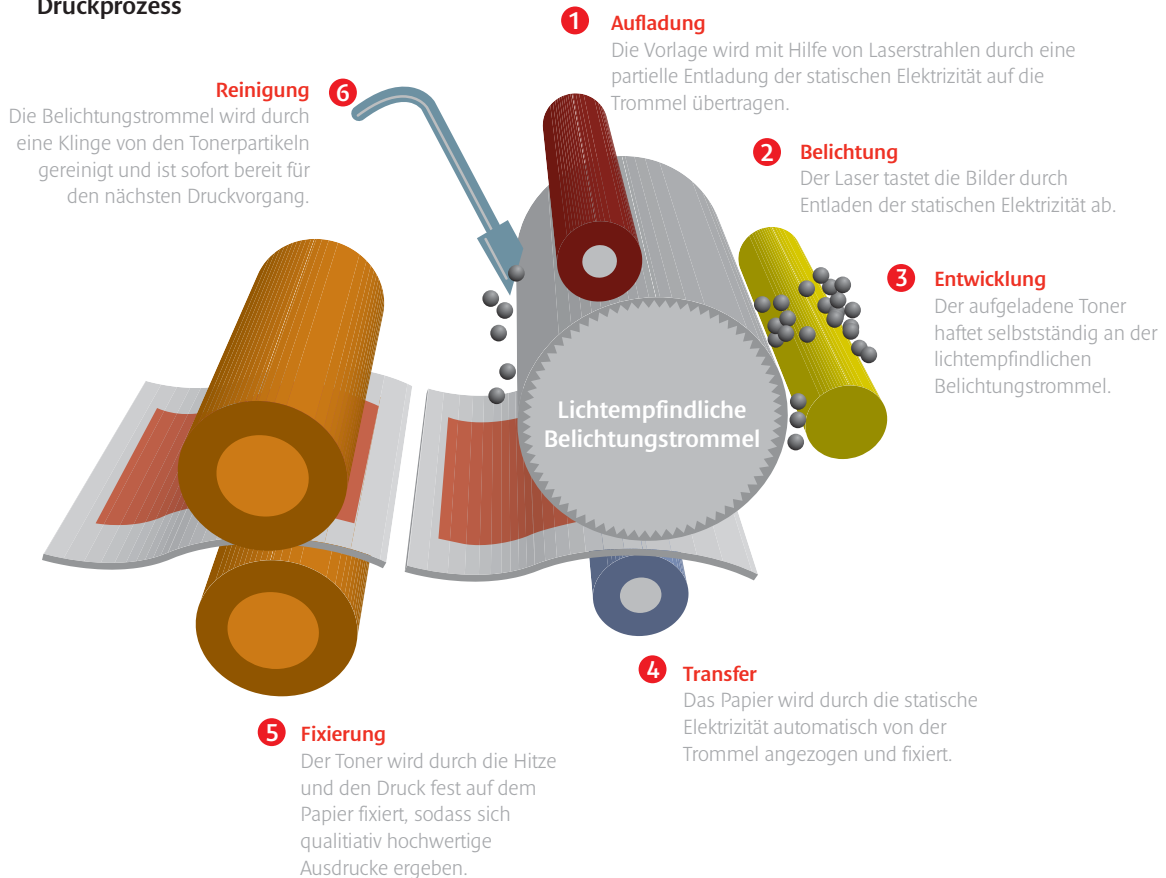 Druckprozess
1 Aufladung
Die Vorlage wird mit Hilfe von Laserstrahlen durch eine
partielle Entladung der statischen Elektrizität auf die
Trommel übertragen.
2 Belichtung
Der Laser tastet die Bilder durch
Entladen der statischen Elektrizität ab.
3 Entwicklung
Der aufgeladene Toner
haftet selbstständig an der
lichtempfindlichen
Belichtungstrommel.
Lichtempfindliche
Belichtungstrommel
4 Transfer
Das Papier wird durch die statische
Elektrizität automatisch von der
Trommel angezogen und fixiert.
5 Fixierung
Der Toner wird durch die Hitze
und den Druck fest auf dem
Papier fixiert, sodass sich
qualitiativ hochwertige
Ausdrucke ergeben.
Reinigung 6
Die Belichtungstrommel wird durch
eine Klinge von den Tonerpartikeln
gereinigt und ist sofort bereit für
den nächsten Druckvorgang.